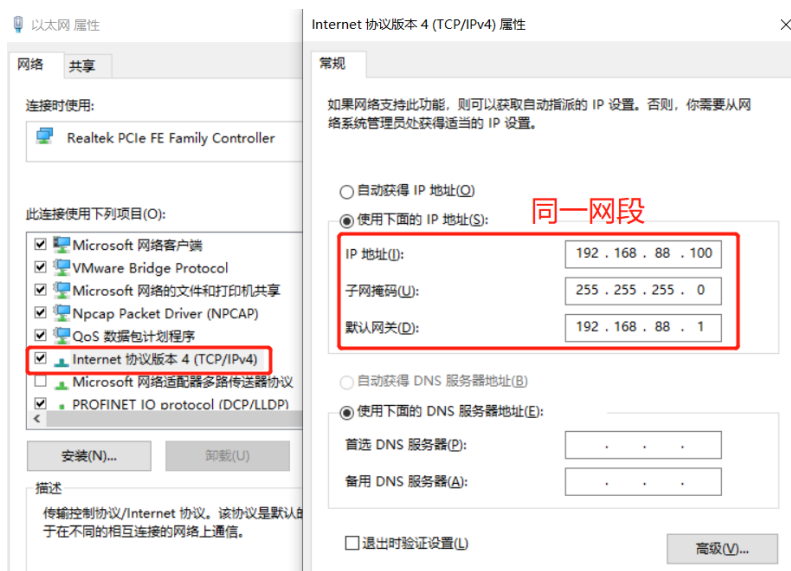 以太网 属性
网络
共享
连接时使用:
Realtek PCIe FE Family Controller
此连接使用下列项目(O):
Microsoft 网络客户端
VMware Bridge Protocol
Microsoft 网络的文件和打印机共享
Npcap Packet Driver (NPCAP)
QoS 数据包计划程序
Internet 协议版本 4 (TCP/IPv4)
Microsoft 网络适配器多路传送器协议
PROFINET IO protocol (DCP/LLDP)
安装(N)...
卸载(U)
描述
传输控制协议/Internet 协议。该协议是默认的
于在不同的相互连接的网络上通信。
Internet 协议版本 4 (TCP/IPv4) 属性
常规
如果网络支持此功能，则可以获取自动指派的 IP 设置。否则，你需要从网
络系统管理员处获得适当的 IP 设置。
自动获得 IP 地址(O)
使用下面的 IP 地址(S):
同一网段
IP 地址(I):
192 . 168 . 88 . 100
子网掩码(U):
255 . 255 . 255 . 0
默认网关(D):
192 . 168 . 88 . 1
自动获得 DNS 服务器地址(B)
使用下面的 DNS 服务器地址(E):
首选 DNS 服务器(P):
. . .
备用 DNS 服务器(A):
. . .
退出时验证设置(L)
高级(V)...